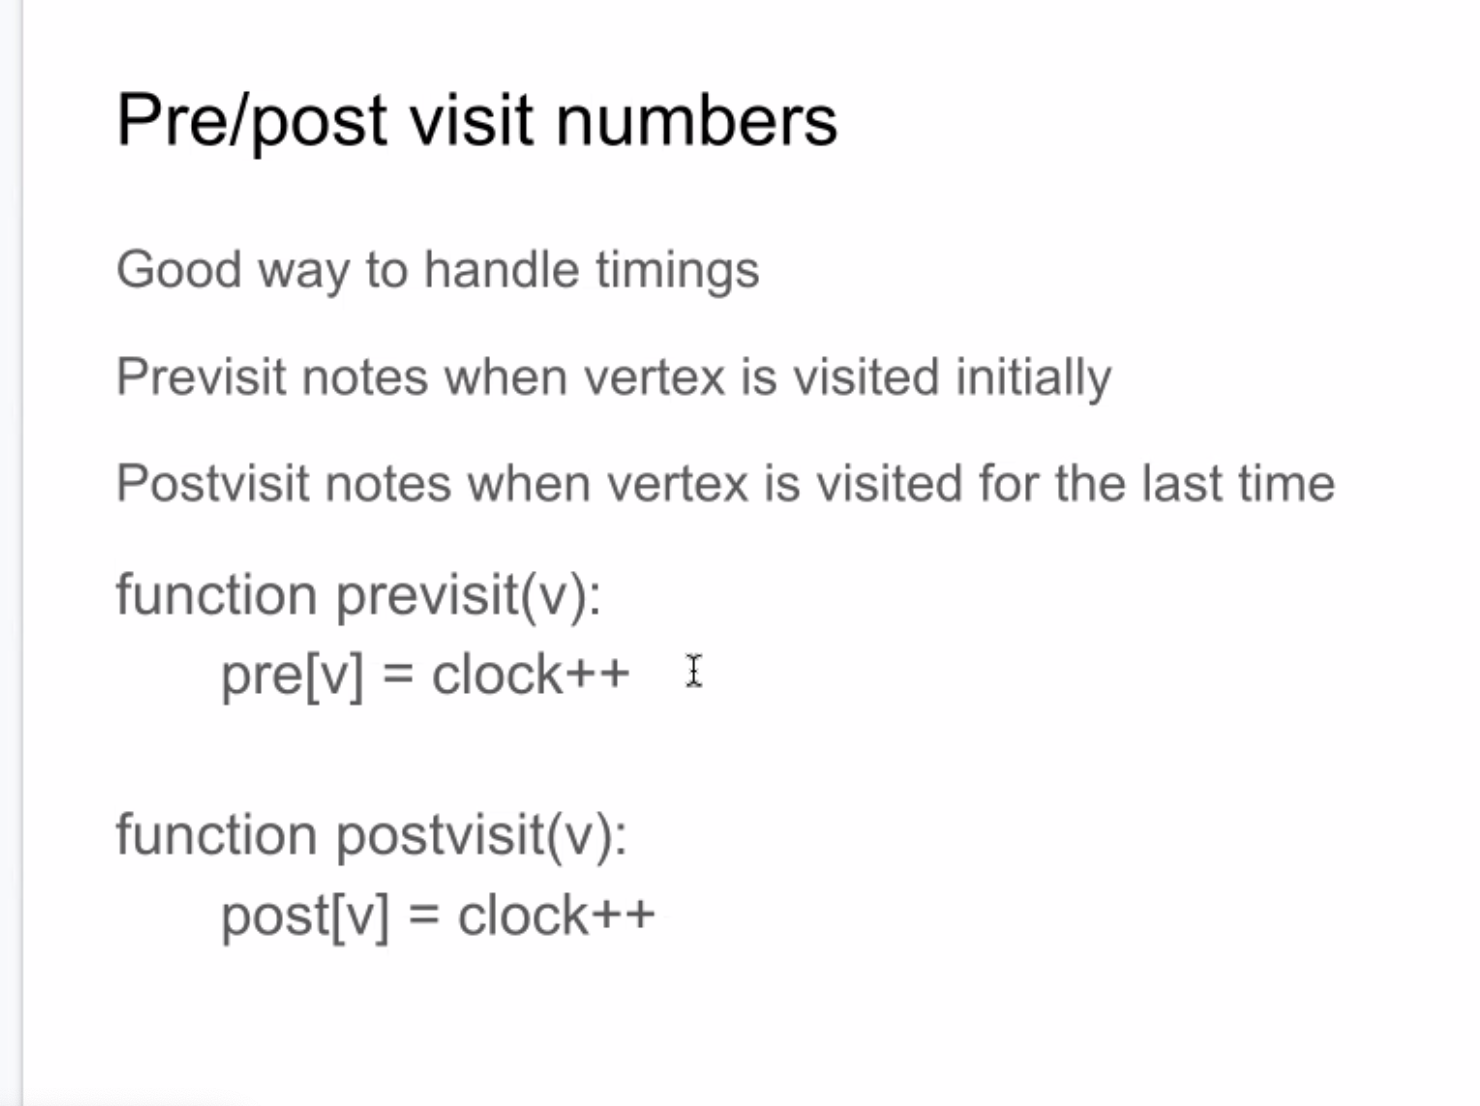 Pre/post visit numbers
Good way to handle timings
Previsit notes when vertex is visited initially
Postvisit notes when vertex is visited for the last time
function previsit(v):
pre[v] = clock++
function postvisit(v):
post[v] = clock++